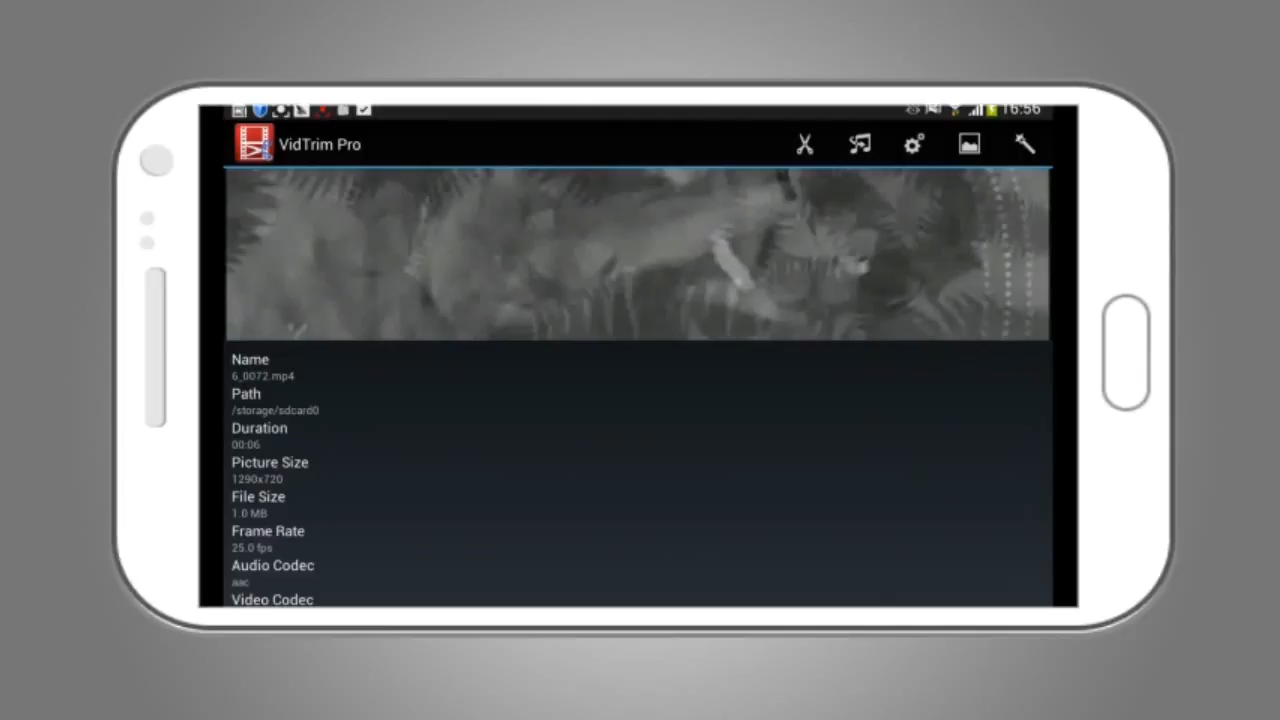 16:56
VidTrim Pro
Name
6_0072.mp4
Path
/storage/sdcard0
Duration
00:06
Picture Size
1290x720
File Size
1.0 MB
Frame Rate
25.0 fps
Audio Codec
aac
Video Codec